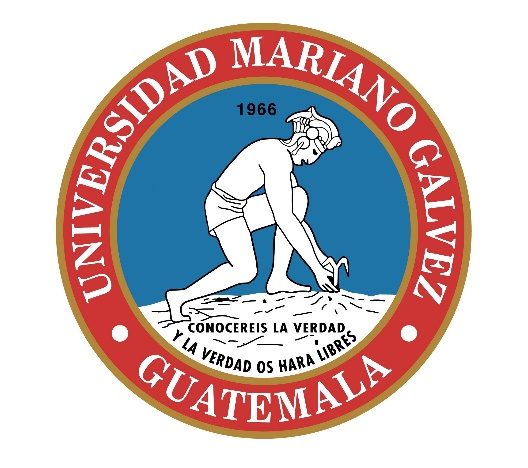 UNIVERSIDAD MARIANO GALVEZ
1966
CONOCEREIS LA VERDAD
Y LA VERDAD OS HARA LIBRES
GUATEMALA